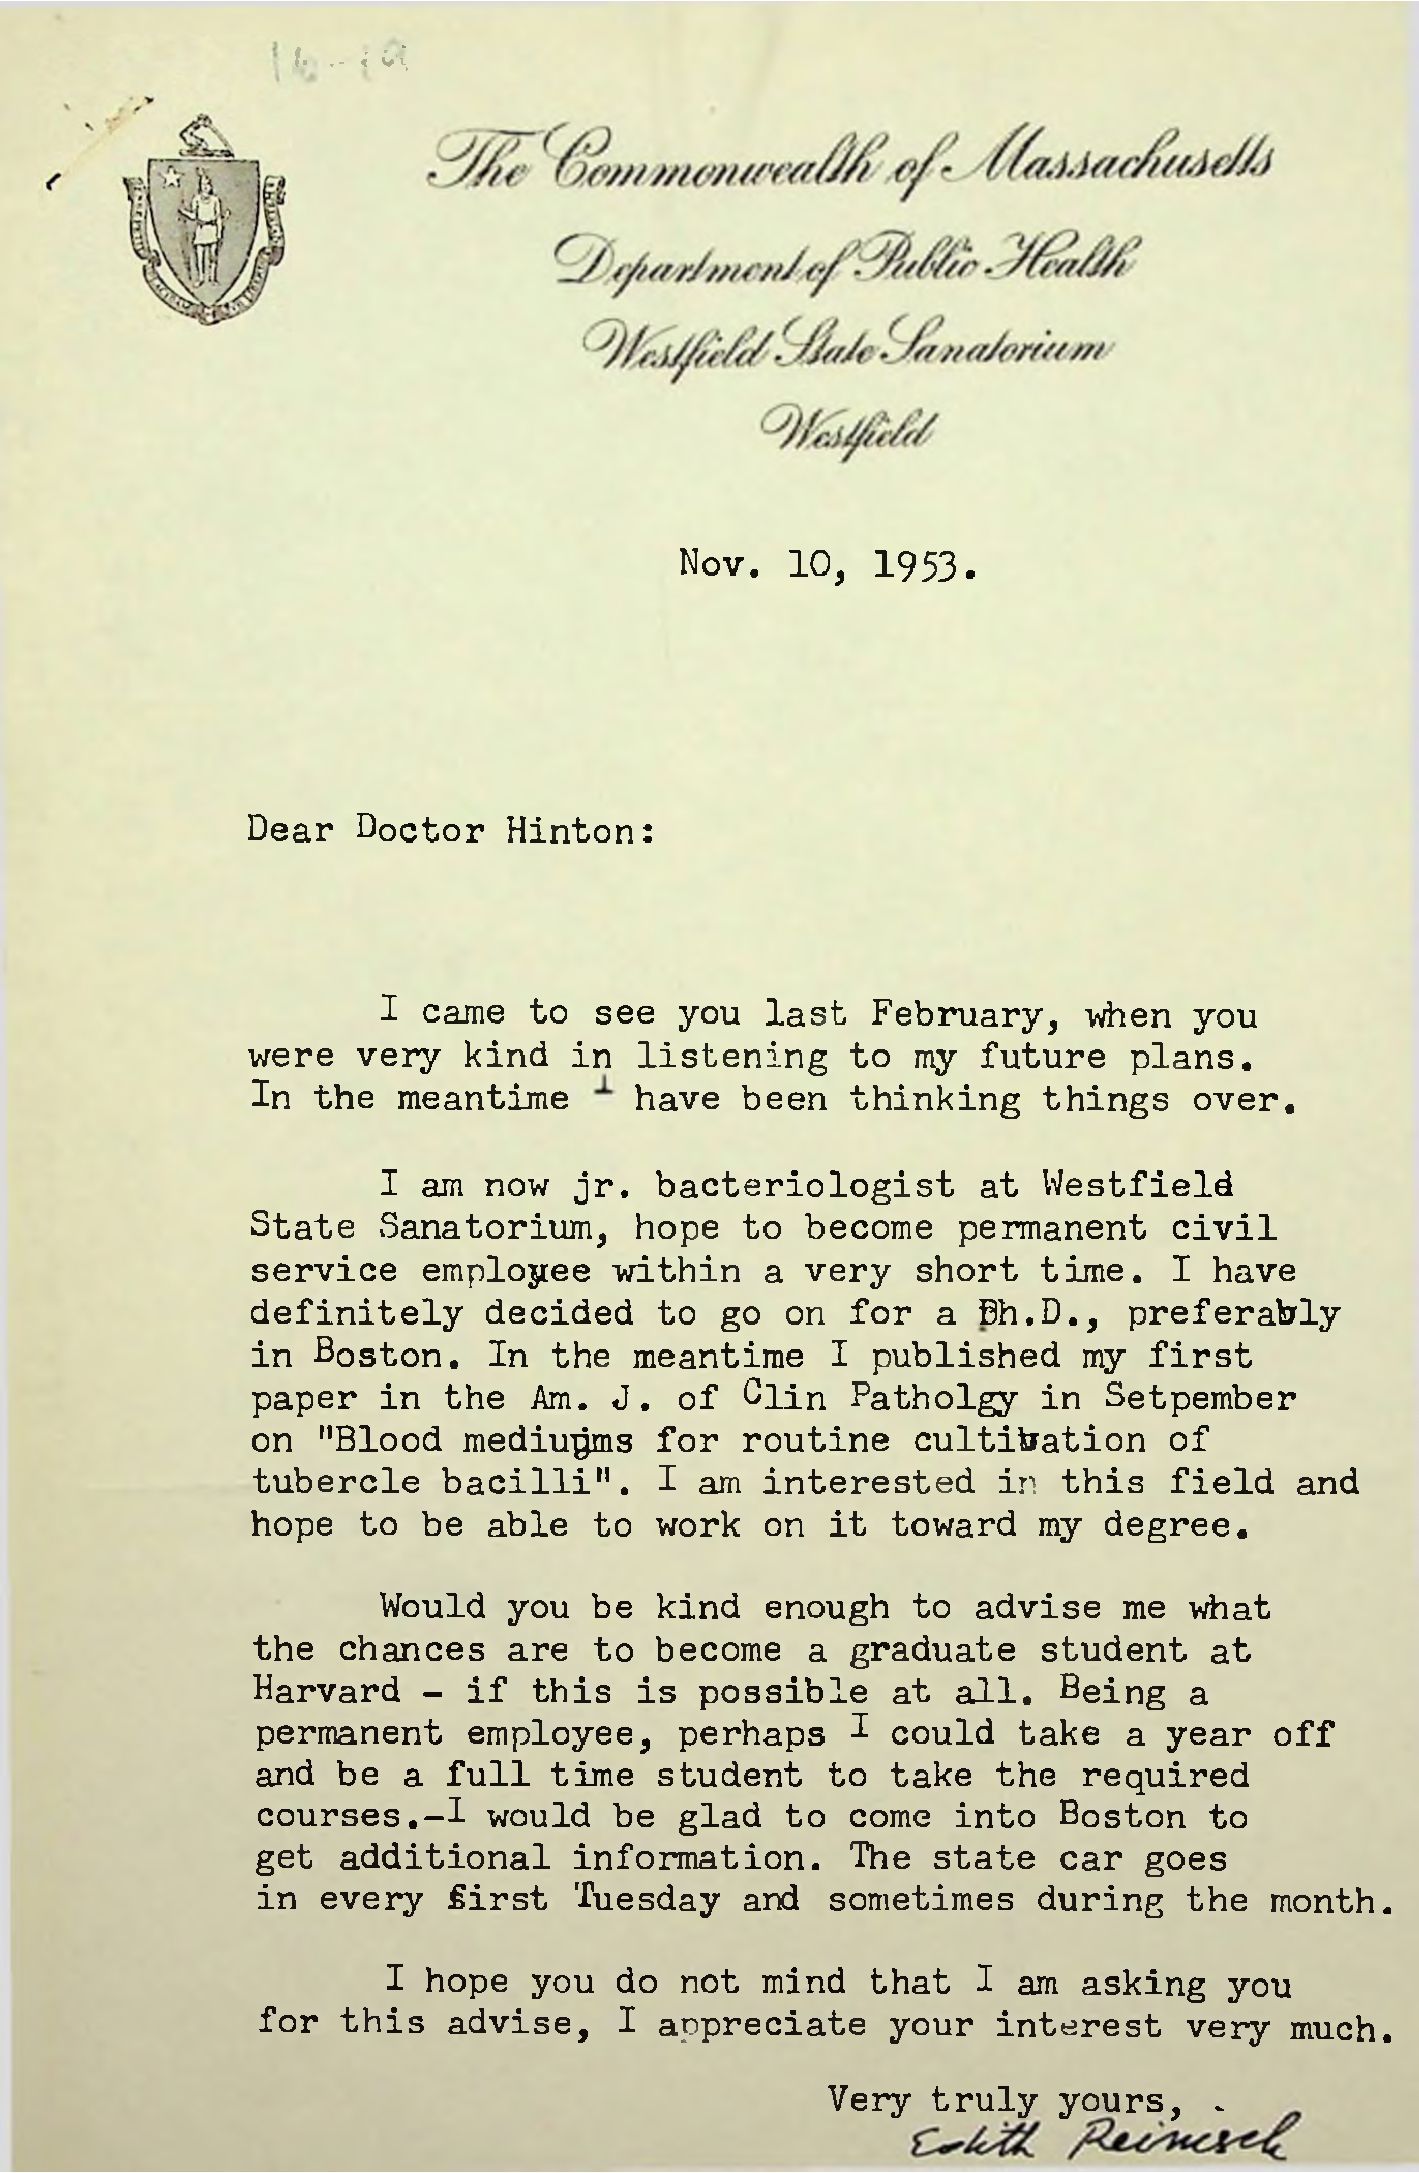 The Commonwealth of Massachusetts
Department of Public Health
Westfield State Sanatorium
Westfield
Nov. 10, 1953.
Dear Doctor Hinton:
I came to see you last February, when you
were very kind in listening to my future plans.
In the meantime I have been thinking things over.
I am now jr. bacteriologist at Westfield
State Sanatorium, hope to become permanent civil
service employee within a very short time. I have
definitely decided to go on for a Ph.D., preferably
in Boston. In the meantime I published my first
paper in the Am. J. of Clin Patholgy in Setpember
on "Blood mediums for routine cultivation of
tubercle bacilli". I am interested in this field and
hope to be able to work on it toward my degree.
Would you be kind enough to advise me what
the chances are to become a graduate student at
Harvard - if this is possible at all. Being a
permanent employee, perhaps I could take a year off
and be a full time student to take the required
courses.-I would be glad to come into Boston to
get additional information. The state car goes
in every first Tuesday and sometimes during the month.
I hope you do not mind that I am asking you
for this advise, I appreciate your interest very much.
Very truly yours,
Edith Reinisch